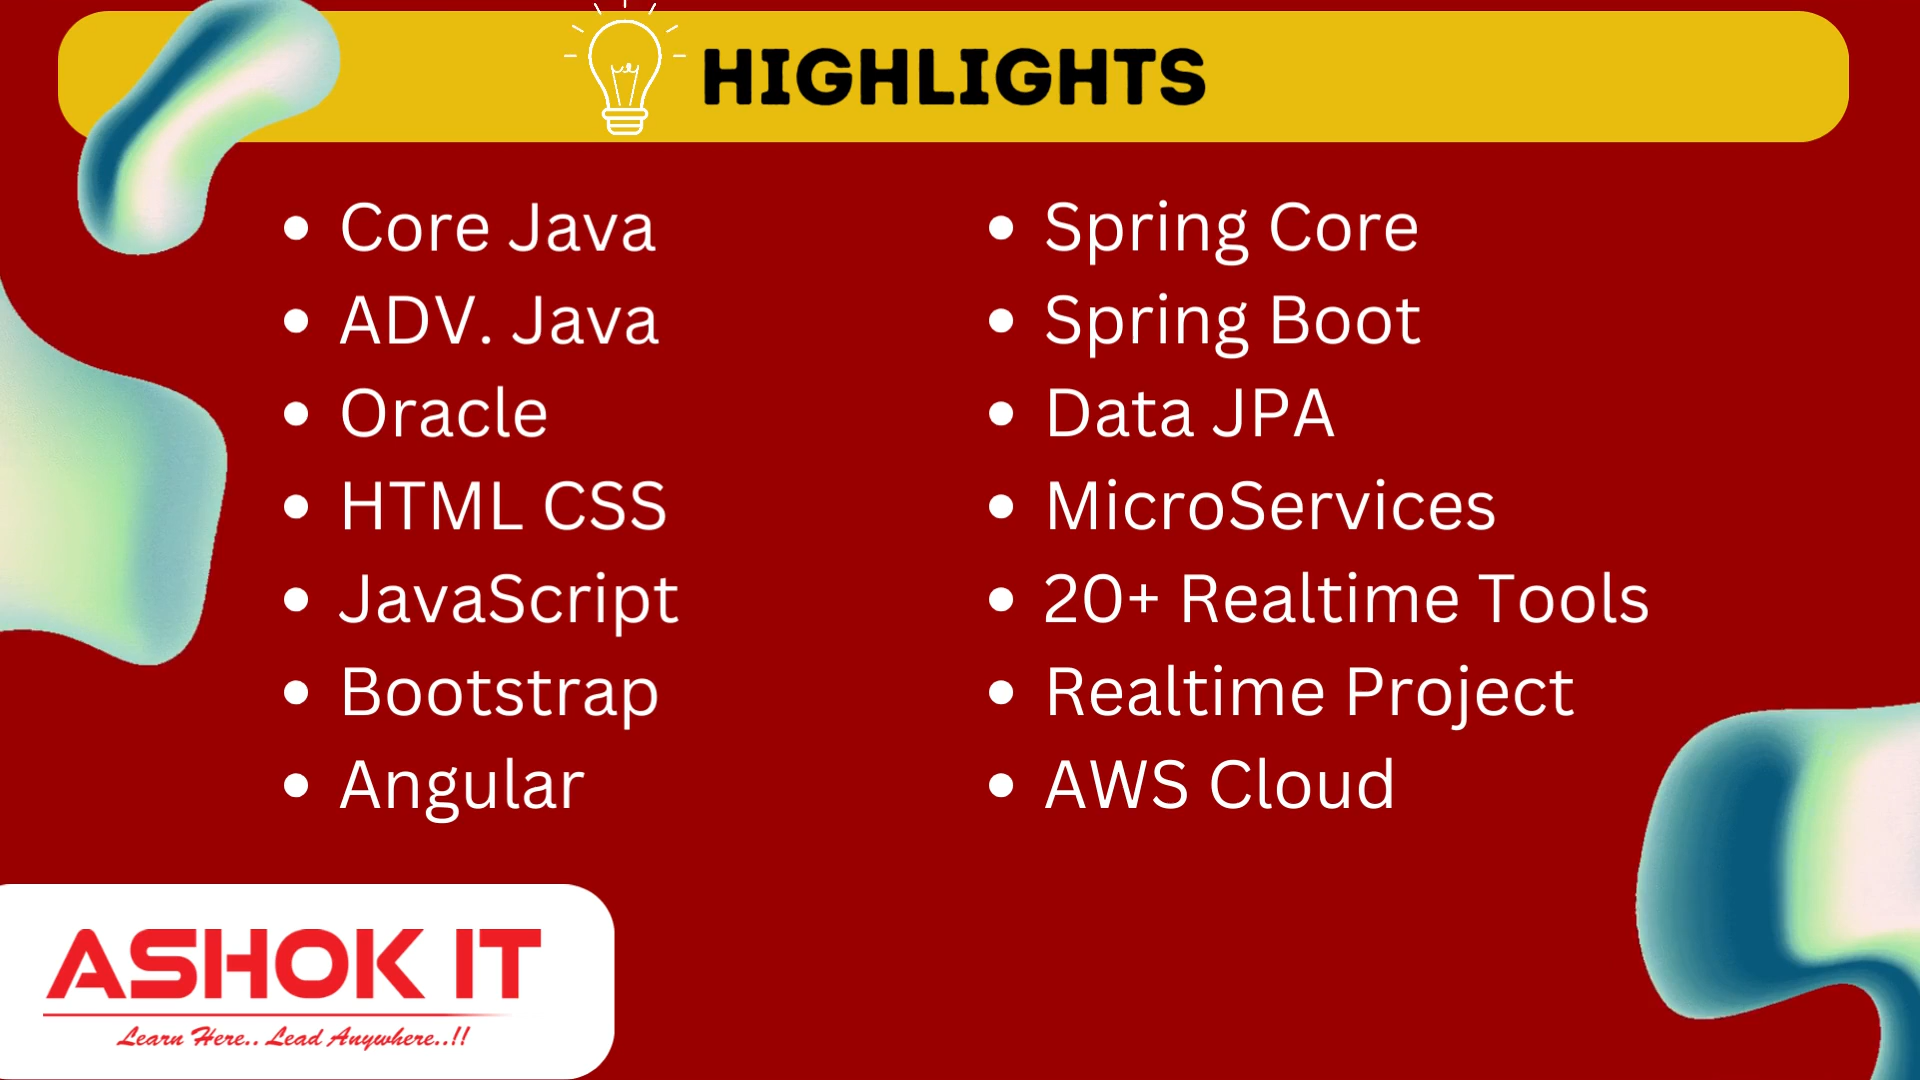 HIGHLIGHTS
Core Java
ADV. Java
Oracle
HTML CSS
JavaScript
Bootstrap
Angular
Spring Core
Spring Boot
Data JPA
MicroServices
20+ Realtime Tools
Realtime Project
AWS Cloud
ASHOK IT
Learn Here.. Lead Anywhere..!!